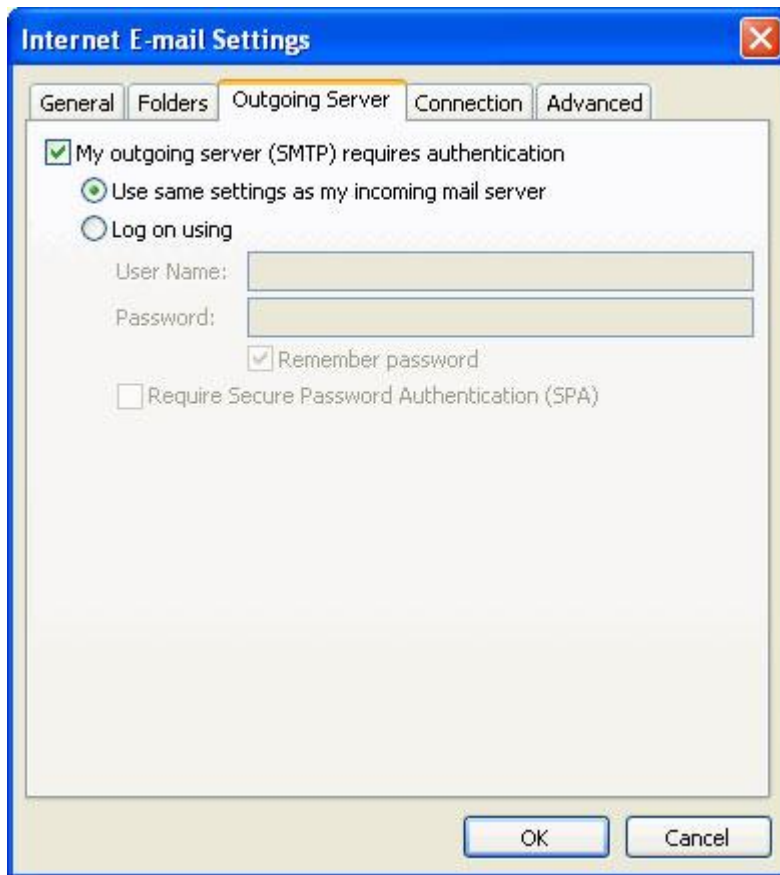 Internet E-mail Settings
General Folders Outgoing Server Connection Advanced
My outgoing server (SMTP) requires authentication
Use same settings as my incoming mail server
Log on using
User Name:
Password:
Remember password
Require Secure Password Authentication (SPA)
OK Cancel